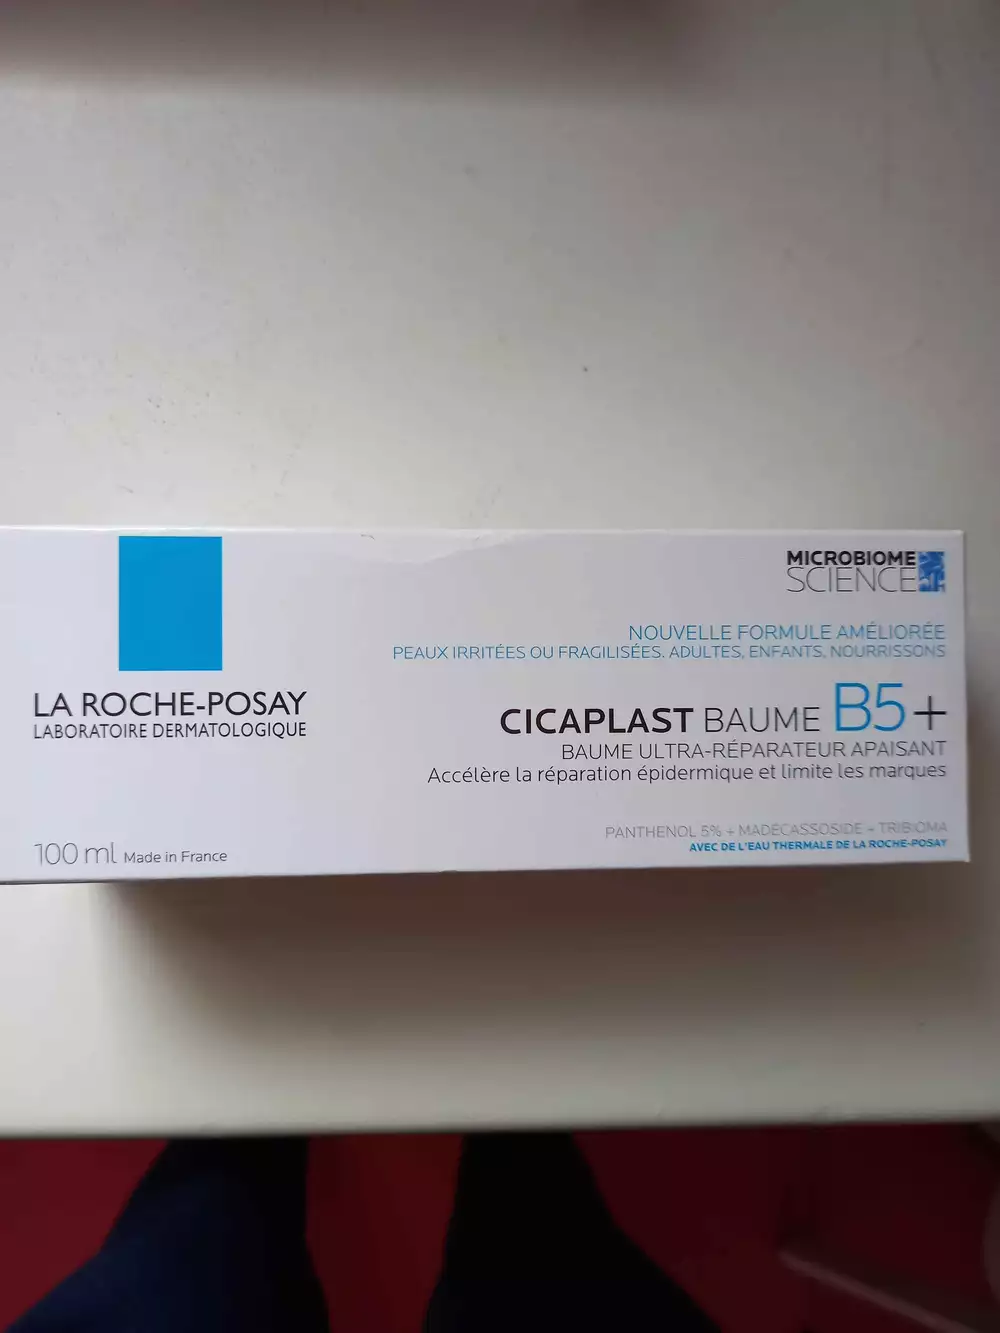 MICROBIOME
SCIENCE
NOUVELLE FORMULE AMÉLIORÉE
PEAUX IRRITÉES OU FRAGILISÉES. ADULTES, ENFANTS, NOURRISSONS
LA ROCHE-POSAY
LABORATOIRE DERMATOLOGIQUE
CICAPLAST BAUME B5+
BAUME ULTRA-RÉPARATEUR APAISANT
Accélère la réparation épidermique et limite les marques
PANTHENOL 5% + MADECASSOSIDE + TRIBIOMA
AVEC DE L'EAU THERMALE DE LA ROCHE-POSAY
100 ml Made in France